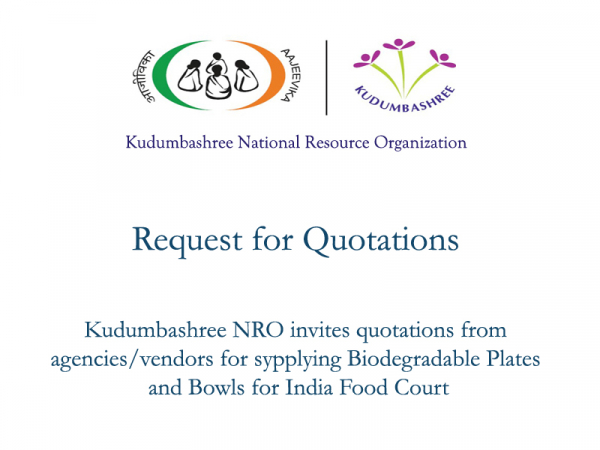 आजीविका
AAJEEVIKA
KUDUMBASHREE
Kudumbashree National Resource Organization
Request for Quotations
Kudumbashree NRO invites quotations from
agencies/vendors for sypplying Biodegradable Plates
and Bowls for India Food Court